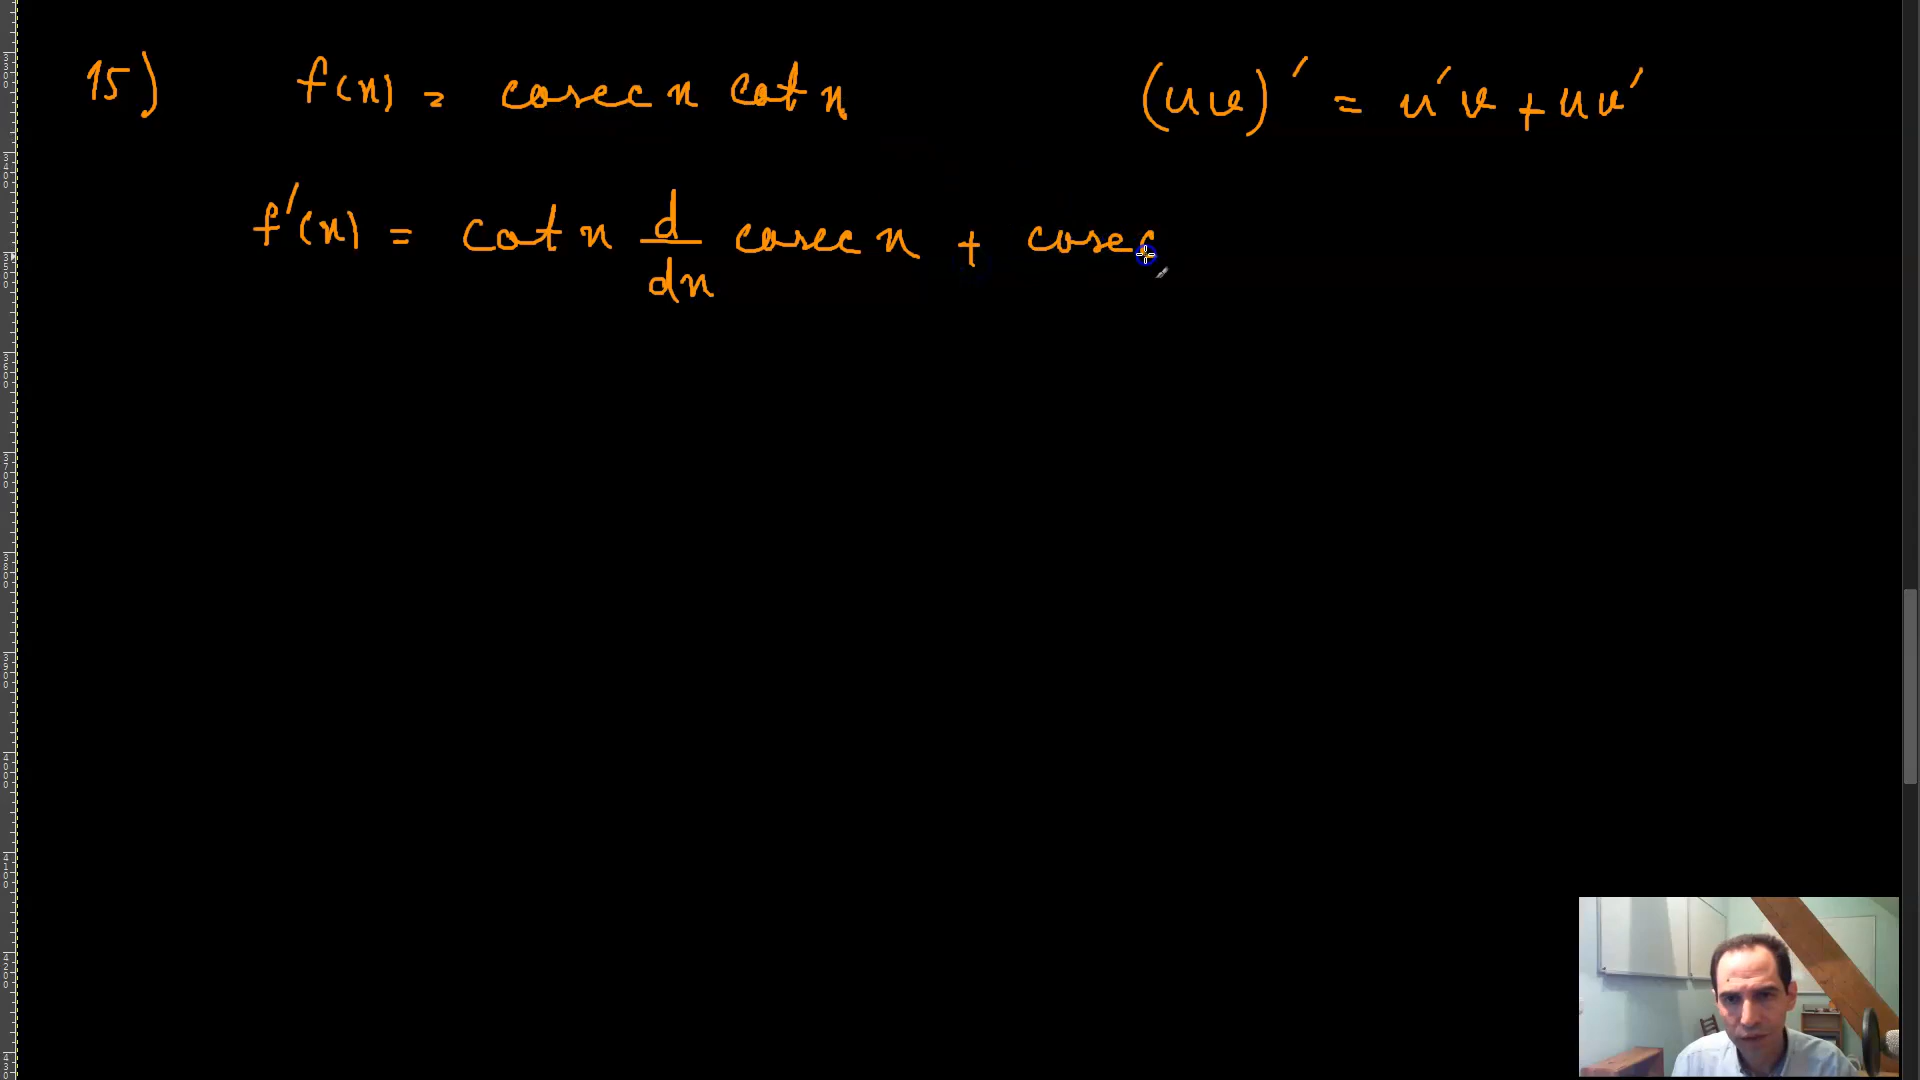 15) f(x) = cosec x cot x (uv)' = u'v + uv'
f'(x) = cot x d/dx cosec x + cosec